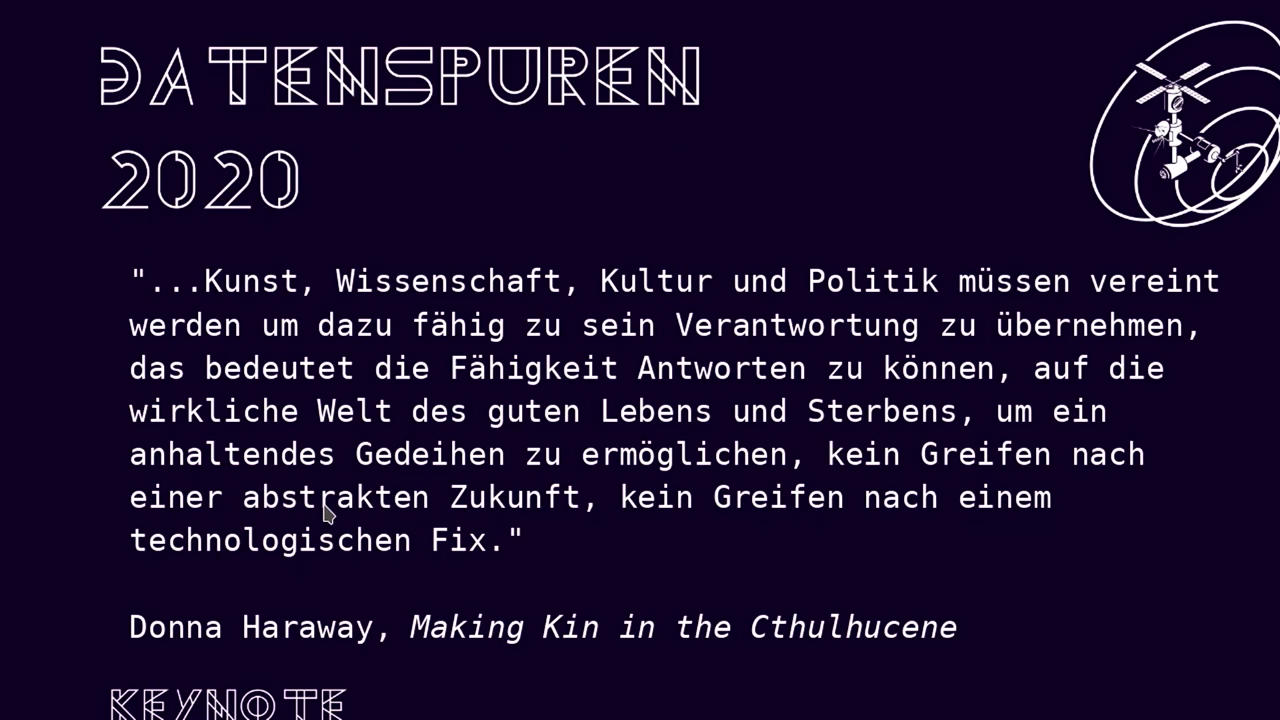 DATENSPUREN
2020
"...Kunst, Wissenschaft, Kultur und Politik müssen vereint
werden um dazu fähig zu sein Verantwortung zu übernehmen,
das bedeutet die Fähigkeit Antworten zu können, auf die
wirkliche Welt des guten Lebens und Sterbens, um ein
anhaltendes Gedeihen zu ermöglichen, kein Greifen nach
einer abstrakten Zukunft, kein Greifen nach einem
technologischen Fix."
Donna Haraway, Making Kin in the Cthulhucene
KEYNOTE